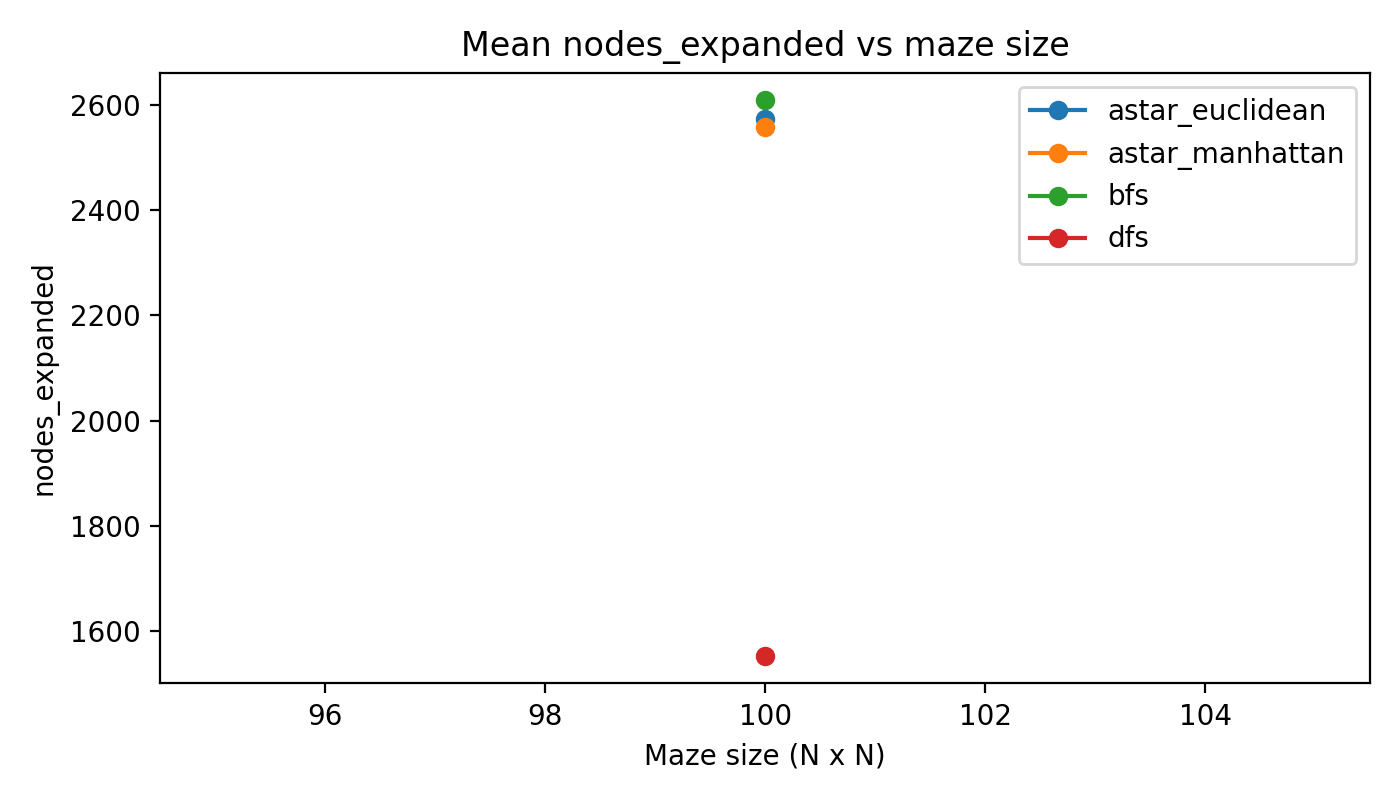 Mean nodes_expanded vs maze size
2600
2400
2200
2000
1800
1600
nodes_expanded
astar_euclidean
astar_manhattan
bfs
dfs
96 98 100 102 104
Maze size (N x N)